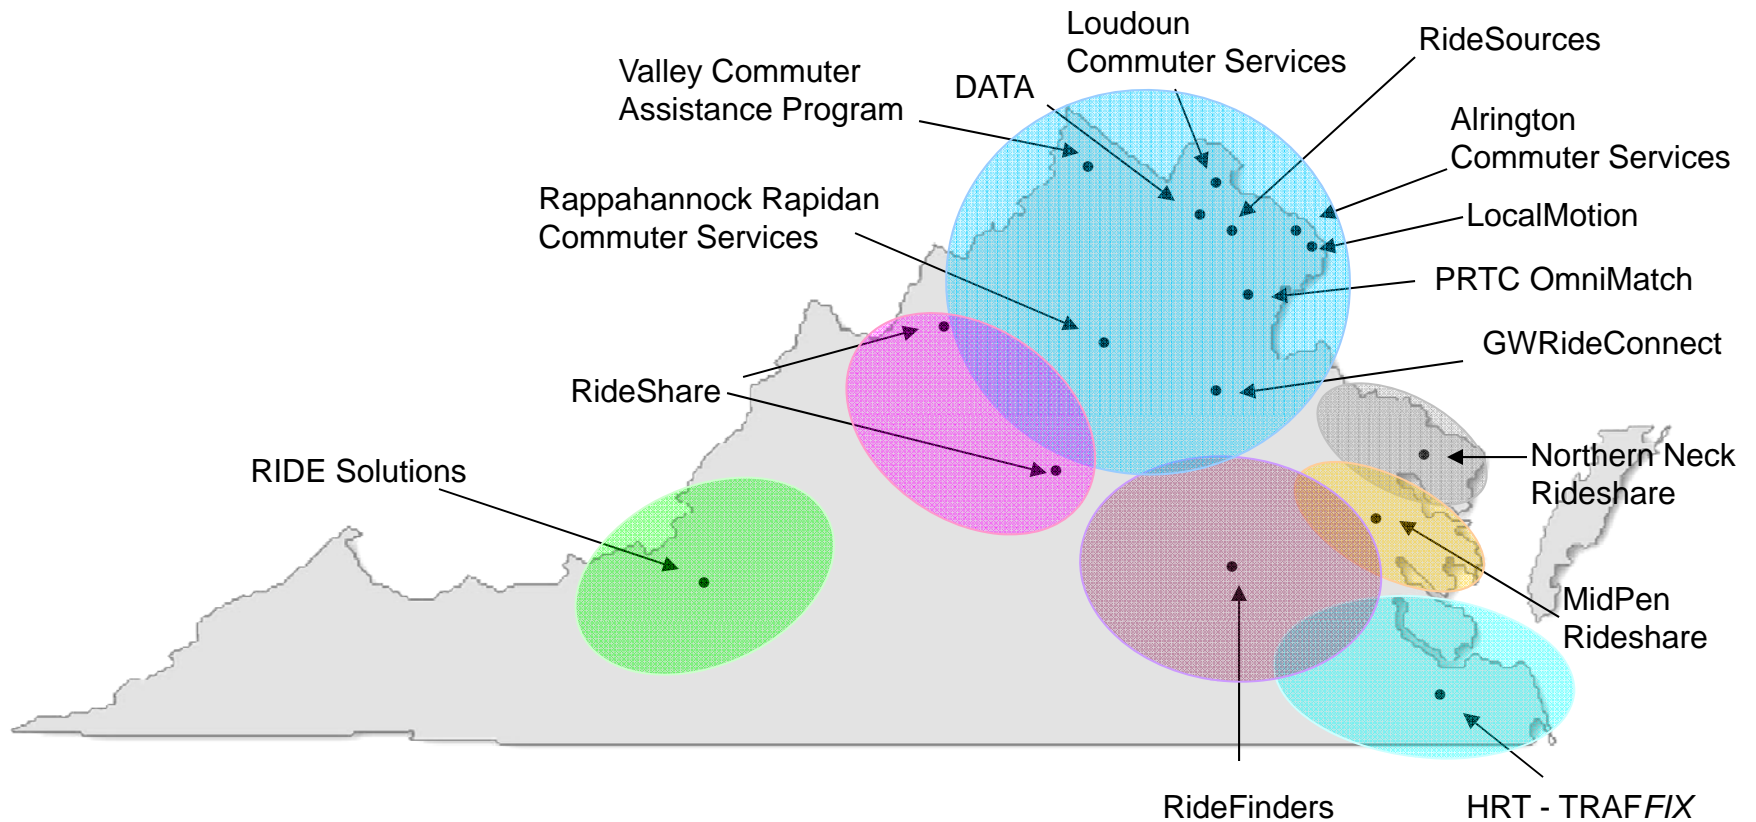 Loudoun
Commuter Services
RideSources
Valley Commuter
Assistance Program
DATA
Alrington
Commuter Services
Rappahannock Rapidan
Commuter Services
LocalMotion
PRTC OmniMatch
GWRideConnect
RideShare
RIDE Solutions
Northern Neck
Rideshare
MidPen
Rideshare
RideFinders
HRT - TRAFFIX